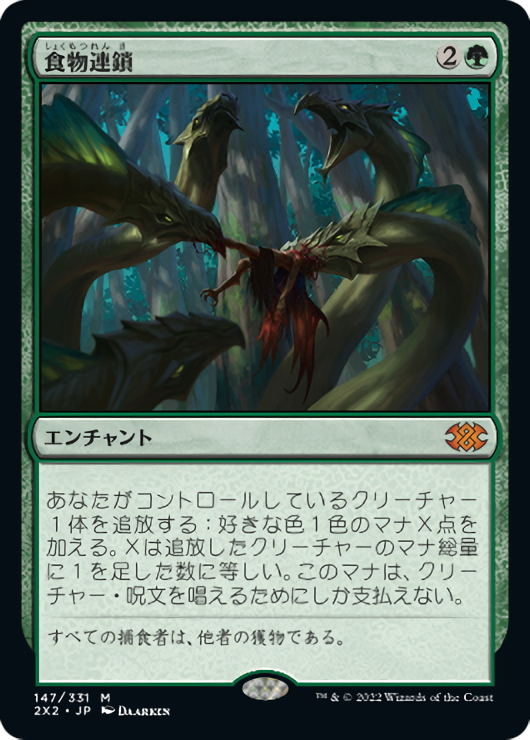 しょくもつれん さ
食物連鎖
2
エンチャント
あなたがコントロールしているクリーチャー
１体を追放する：好きな色１色のマナＸ点を
加える。Ｘは追放したクリーチャーのマナ総量
に１を足した数に等しい。このマナは、クリー
チャー・呪文を唱えるためにしか支払えない。
すべての捕食者は、他者の獲物である。
147/331 M
2X2 • JP Daarken
™ & © 2022 Wizards of the Coast